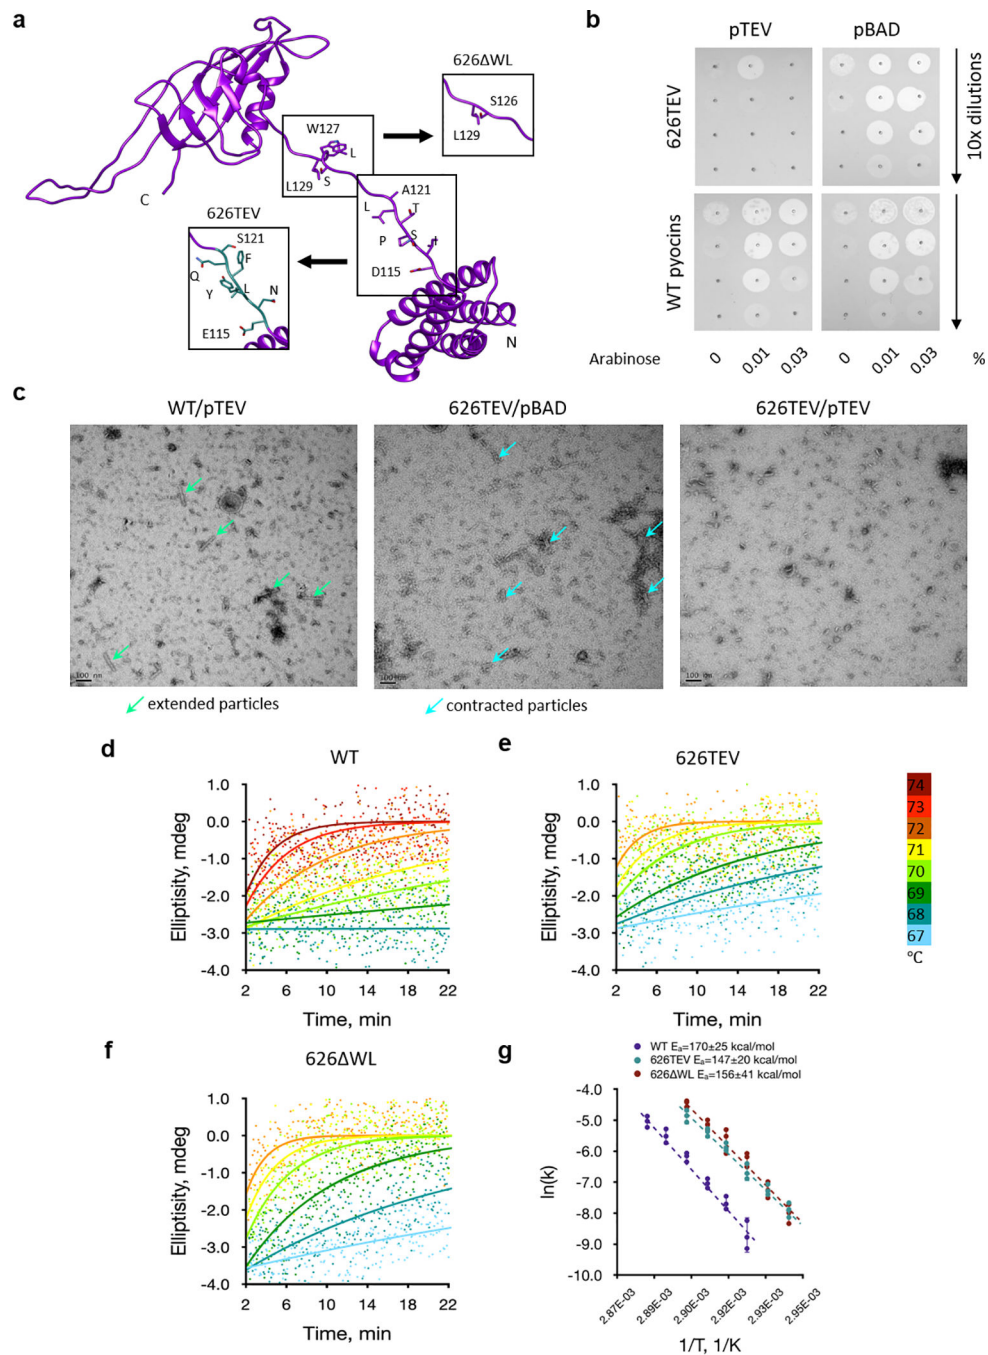 a
626ΔWL
S126
L129
W127
L
L129
S
C
626TEV
S121
F
Q
Y
L
N
E115
A121
L
T
P
S
I
D115
N
b
pTEV
pBAD
626TEV
WT pyocins
10x dilutions
Arabinose
0
0.01
0.03
0
0.01
0.03
%
c
WT/pTEV
626TEV/pBAD
626TEV/pTEV
100 nm
100 nm
100 nm
extended particles
contracted particles
d
WT
Elliptisity, mdeg
1.0
0.0
-1.0
-2.0
-3.0
-4.0
2
6
10
14
18
22
Time, min
e
626TEV
Elliptisity, mdeg
1.0
0.0
-1.0
-2.0
-3.0
-4.0
2
6
10
14
18
22
Time, min
74
73
72
71
70
69
68
67
°C
f
626ΔWL
Elliptisity, mdeg
1.0
0.0
-1.0
-2.0
-3.0
-4.0
2
6
10
14
18
22
Time, min
g
WT Eₐ=170±25 kcal/mol
626TEV Eₐ=147±20 kcal/mol
626ΔWL Eₐ=156±41 kcal/mol
ln(k)
-4.0
-5.0
-6.0
-7.0
-8.0
-9.0
-10.0
2.87E-03
2.89E-03
2.90E-03
2.92E-03
2.93E-03
2.95E-03
1/T, 1/K